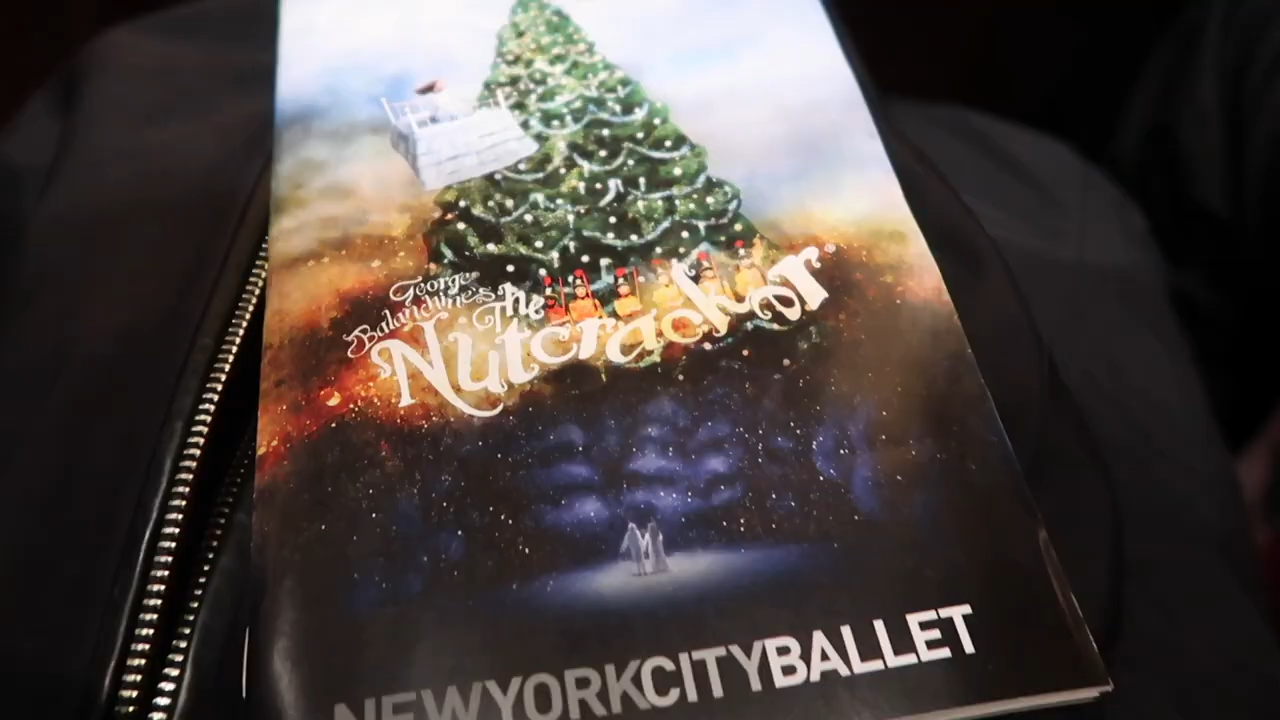 George
Balanchine's
The
Nutcracker®
NEWYORKCITYBALLET